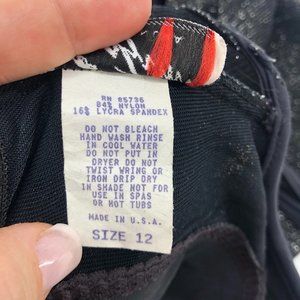 RN 85736
84% NYLON
16% LYCRA SPANDEX
DO NOT BLEACH
HAND WASH RINSE
IN COOL WATER
DO NOT PUT IN
DRYER DO NOT
TWIST WRING OR
IRON DRIP DRY
IN SHADE NOT FOR
USE IN SPAS
OR HOT TUBS
MADE IN U.S.A.
SIZE 12